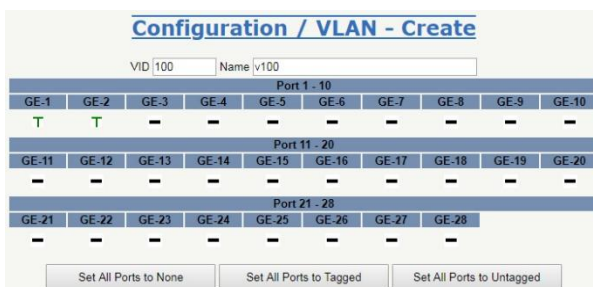 Configuration / VLAN - Create
VID 100 Name v100
Port 1 - 10
GE-1 GE-2 GE-3 GE-4 GE-5 GE-6 GE-7 GE-8 GE-9 GE-10
T T - - - - - - - -
Port 11 - 20
GE-11 GE-12 GE-13 GE-14 GE-15 GE-16 GE-17 GE-18 GE-19 GE-20
- - - - - - - - - -
Port 21 - 28
GE-21 GE-22 GE-23 GE-24 GE-25 GE-26 GE-27 GE-28
- - - - - - - -
Set All Ports to None Set All Ports to Tagged Set All Ports to Untagged